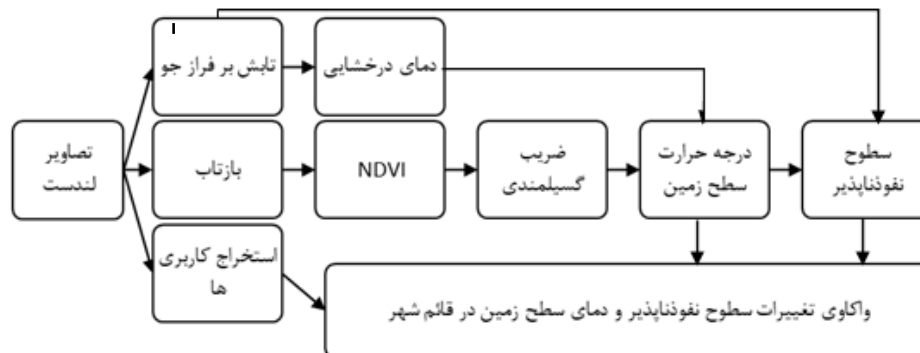 تابش بر فراز جو
دمای درخشایی
تصاویر
لندست
بازتاب
NDVI
ضریب
گسیلمندی
درجه حرارت
سطح زمین
سطوح
نفوذناپذیر
استخراج کاربری
ها
واکاوی تغییرات سطوح نفوذناپذیر و دمای سطح زمین در قائم شهر